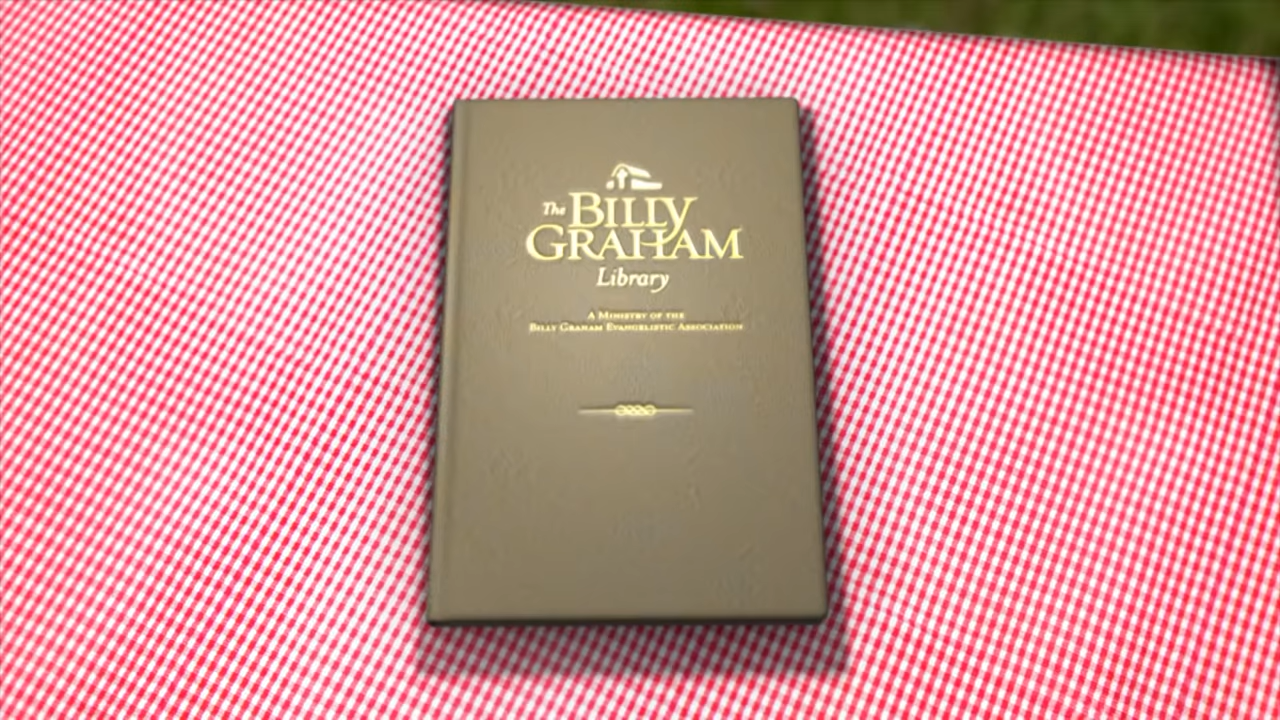 The BILLY
GRAHAM
Library
A MINISTRY OF THE
BILLY GRAHAM EVANGELISTIC ASSOCIATION